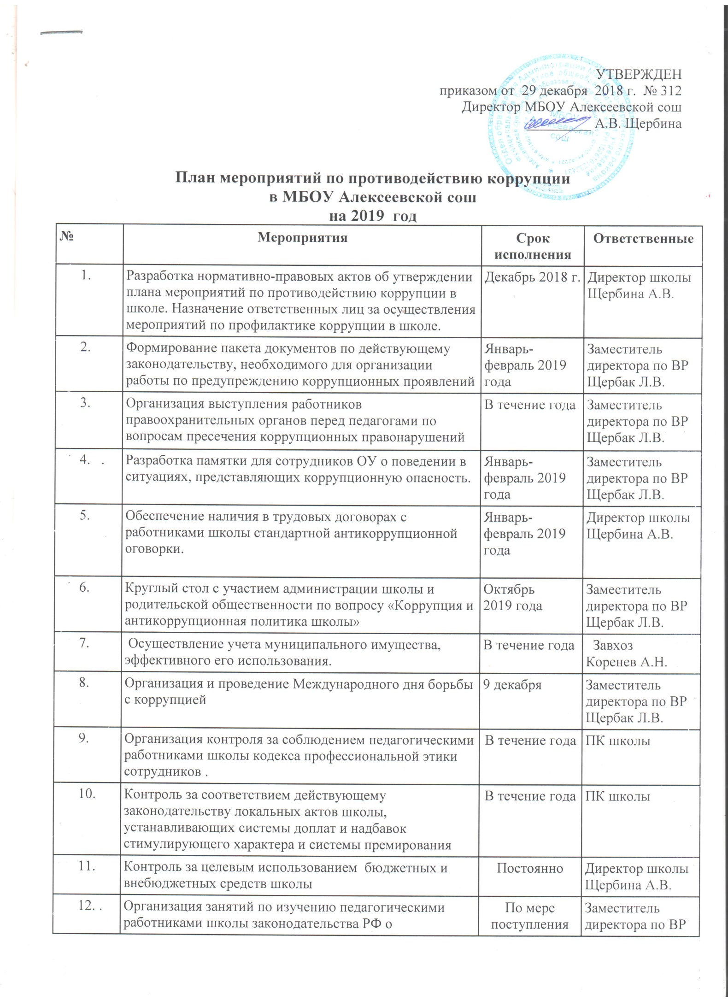 УТВЕРЖДЕН
приказом от 29 декабря 2018 г. № 312
Директор МБОУ Алексеевской сош
А.В. Щербина
МБОУ
Алексеевская
сош
План мероприятий по противодействию коррупции
в МБОУ Алексеевской сош
на 2019 год
№ Мероприятия Срок Ответственные
исполнения
1. Разработка нормативно-правовых актов об утверждении Декабрь 2018 г. Директор школы
плана мероприятий по противодействию коррупции в Щербина А.В.
школе. Назначение ответственных лиц за осуществления
мероприятий по профилактике коррупции в школе.
2. Формирование пакета документов по действующему Январь- Заместитель
законодательству, необходимого для организации февраль 2019 директора по ВР
работы по предупреждению коррупционных проявлений года Щербак Л.В.
3. Организация выступления работников В течение года Заместитель
правоохранительных органов перед педагогами по директора по ВР
вопросам пресечения коррупционных правонарушений Щербак Л.В.
4. . Разработка памятки для сотрудников ОУ о поведении в Январь- Заместитель
ситуациях, представляющих коррупционную опасность. февраль 2019 директора по ВР
года Щербак Л.В.
5. Обеспечение наличия в трудовых договорах с Январь- Директор школы
работниками школы стандартной антикоррупционной февраль 2019 Щербина А.В.
оговорки. года
6. Круглый стол с участием администрации школы и Октябрь Заместитель
родительской общественности по вопросу «Коррупция и 2019 года директора по ВР
антикоррупционная политика школы» Щербак Л.В.
7. Осуществление учета муниципального имущества, В течение года Завхоз
эффективного его использования. Коренев А.Н.
8. Организация и проведение Международного дня борьбы 9 декабря Заместитель
с коррупцией директора по ВР
Щербак Л.В.
9. Организация контроля за соблюдением педагогическими В течение года ПК школы
работниками школы кодекса профессиональной этики
сотрудников .
10. Контроль за соответствием действующему В течение года ПК школы
законодательству локальных актов школы,
устанавливающих системы доплат и надбавок
стимулирующего характера и системы премирования
11. Контроль за целевым использованием бюджетных и Постоянно Директор школы
внебюджетных средств школы Щербина А.В.
12. . Организация занятий по изучению педагогическими По мере Заместитель
работниками школы законодательства РФ о поступления директора по ВР